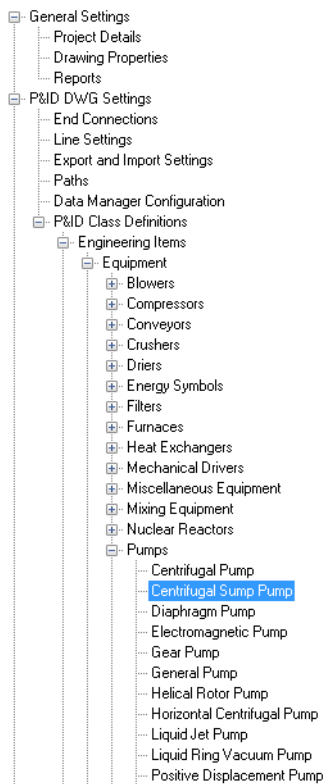 General Settings
Project Details
Drawing Properties
Reports
P&ID DWG Settings
End Connections
Line Settings
Export and Import Settings
Paths
Data Manager Configuration
P&ID Class Definitions
Engineering Items
Equipment
Blowers
Compressors
Conveyors
Crushers
Driers
Energy Symbols
Filters
Furnaces
Heat Exchangers
Mechanical Drivers
Miscellaneous Equipment
Mixing Equipment
Nuclear Reactors
Pumps
Centrifugal Pump
Centrifugal Sump Pump
Diaphragm Pump
Electromagnetic Pump
Gear Pump
General Pump
Helical Rotor Pump
Horizontal Centrifugal Pump
Liquid Jet Pump
Liquid Ring Vacuum Pump
Positive Displacement Pump